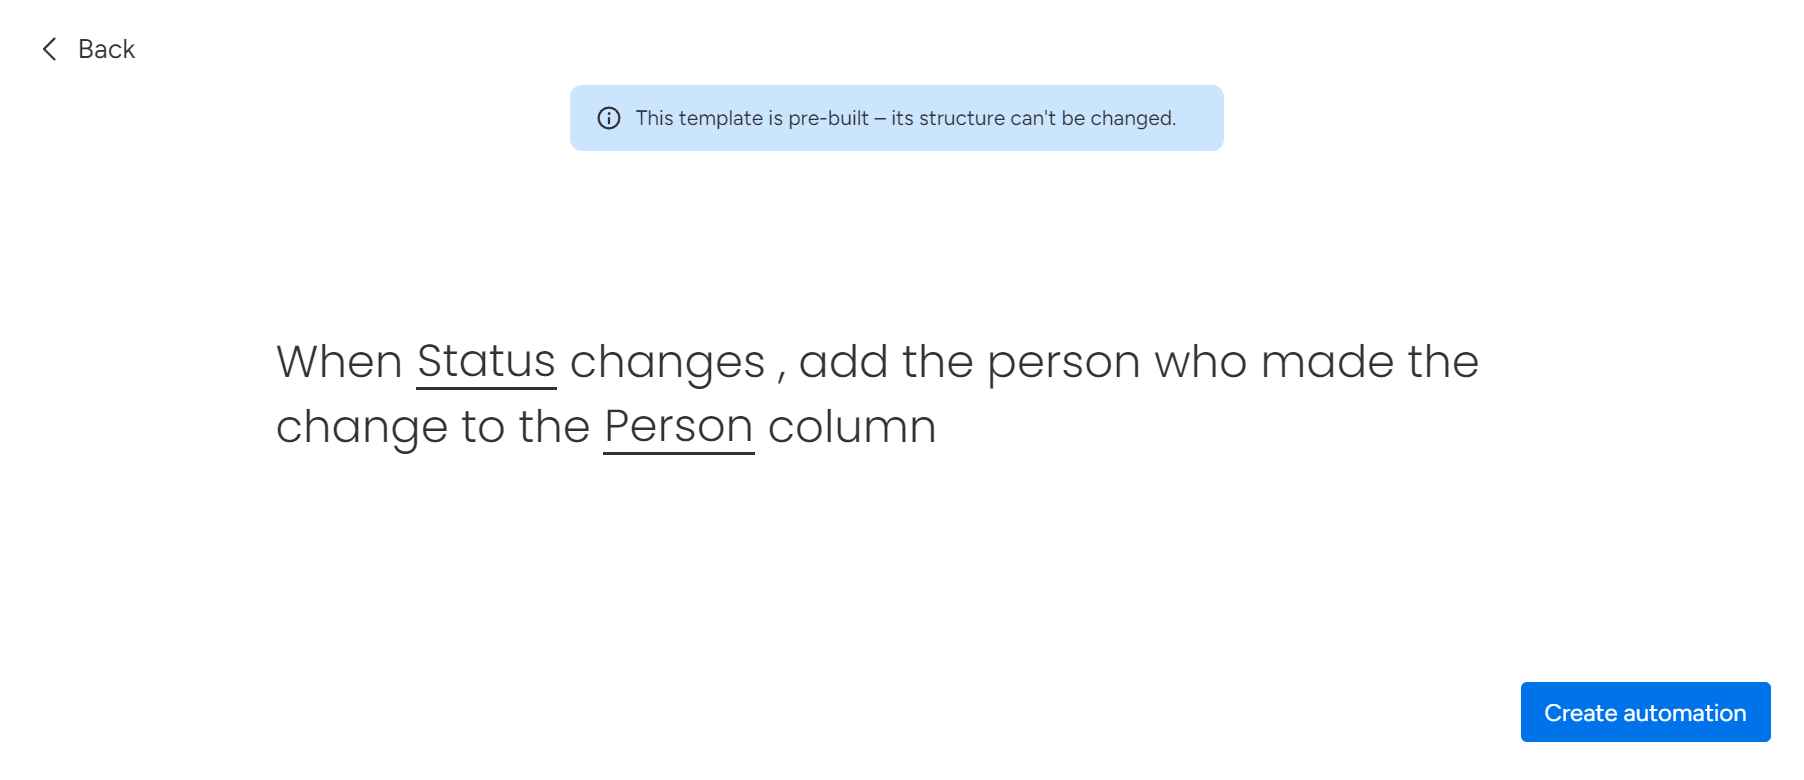 Back
This template is pre-built – its structure can't be changed.
When Status changes , add the person who made the
change to the Person column
Create automation